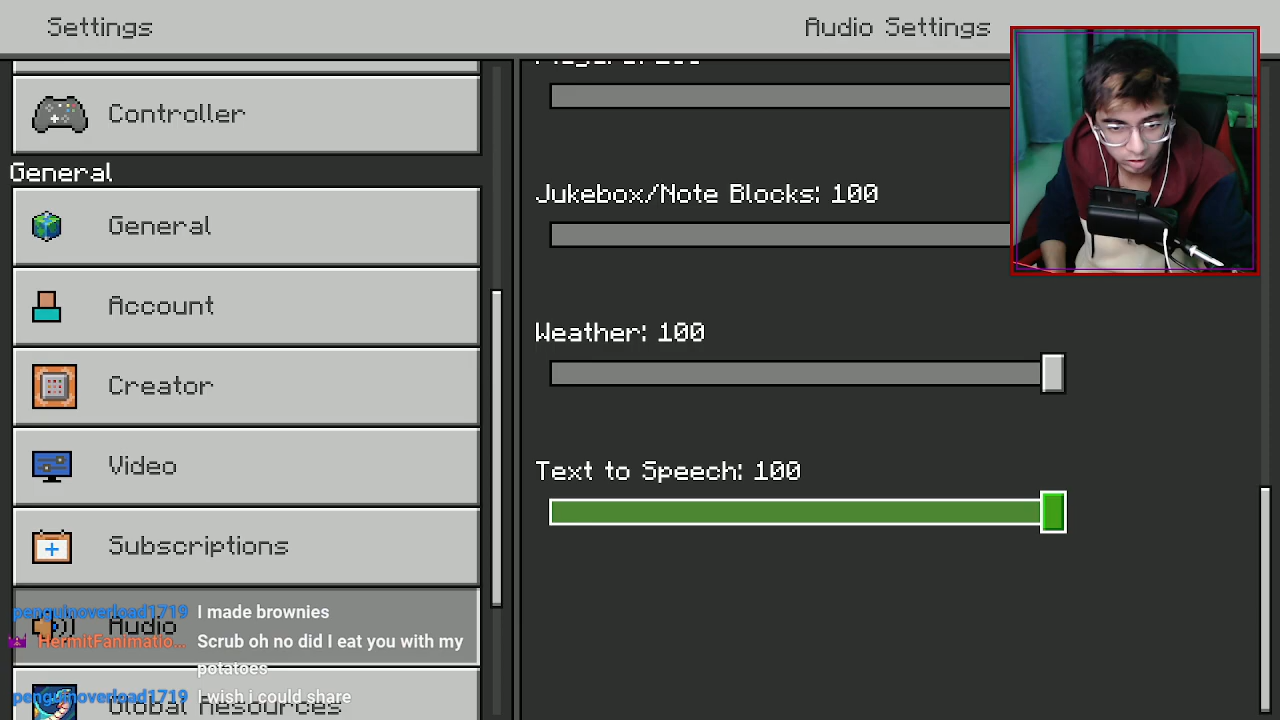 Settings
Audio Settings
Controller
General
General
Account
Creator
Video
Subscriptions
Audio
Global Resources
Jukebox/Note Blocks: 100
Weather: 100
Text to Speech: 100
penguinoverload1719 I made brownies
HermitFanimatio... Scrub oh no did I eat you with my
potatoes
penguinoverload1719 I wish i could share